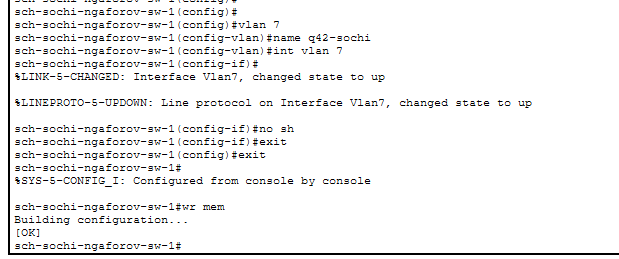 sch-sochi-ngaforov-sw-1(config)#
sch-sochi-ngaforov-sw-1(config)#
sch-sochi-ngaforov-sw-1(config)#vlan 7
sch-sochi-ngaforov-sw-1(config-vlan)#name q42-sochi
sch-sochi-ngaforov-sw-1(config-vlan)#int vlan 7
sch-sochi-ngaforov-sw-1(config-if)#
%LINK-5-CHANGED: Interface Vlan7, changed state to up
%LINEPROTO-5-UPDOWN: Line protocol on Interface Vlan7, changed state to up
sch-sochi-ngaforov-sw-1(config-if)#no sh
sch-sochi-ngaforov-sw-1(config-if)#exit
sch-sochi-ngaforov-sw-1(config)#exit
sch-sochi-ngaforov-sw-1#
%SYS-5-CONFIG_I: Configured from console by console
sch-sochi-ngaforov-sw-1#wr mem
Building configuration...
[OK]
sch-sochi-ngaforov-sw-1#